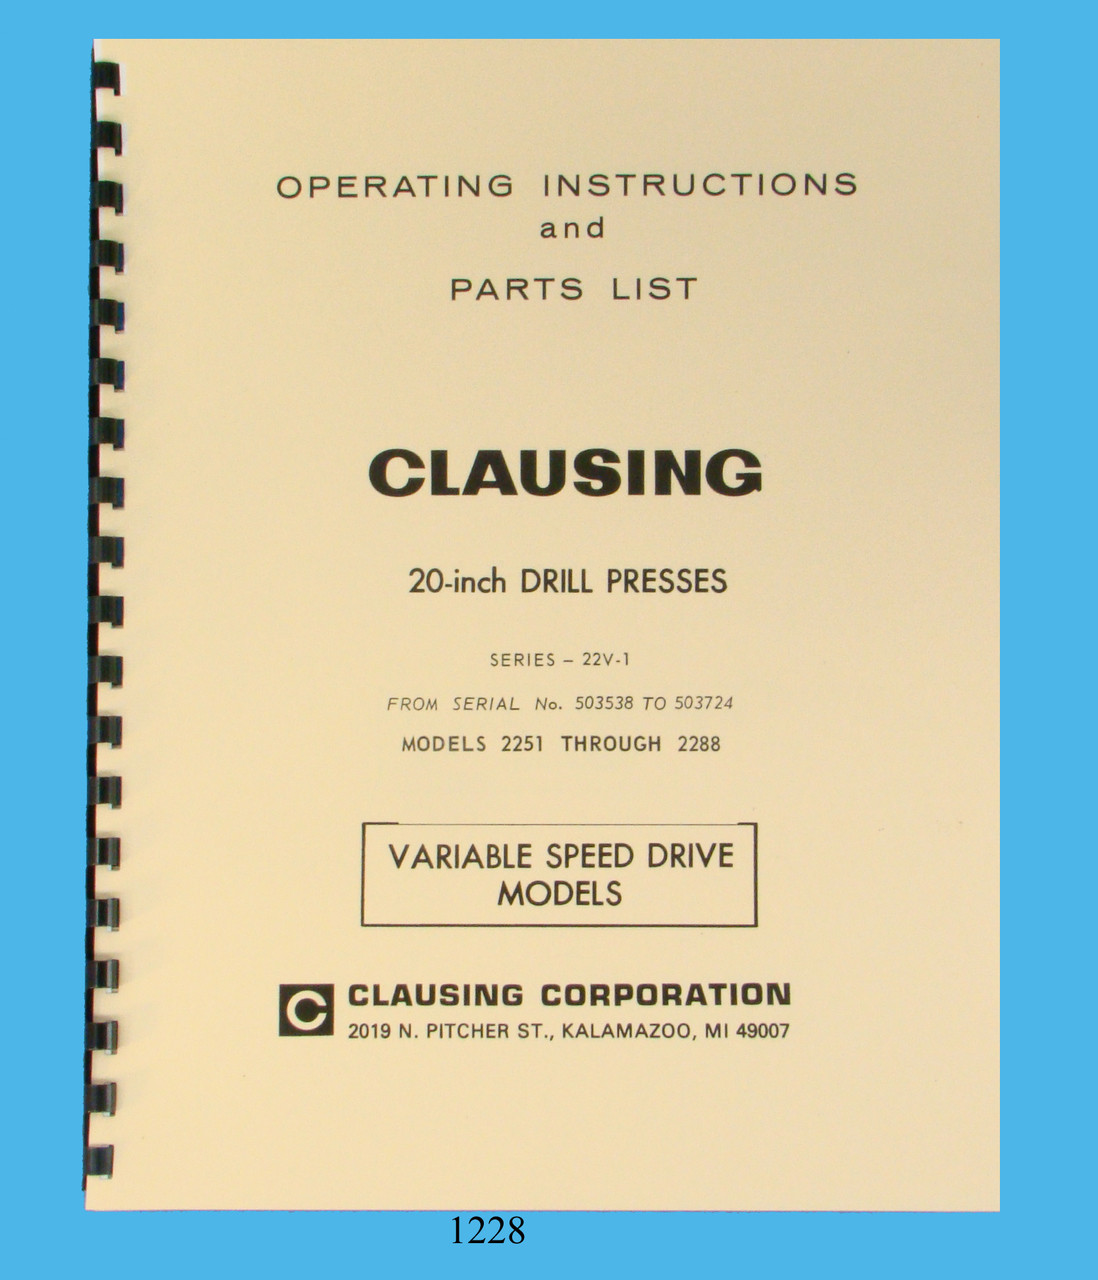 OPERATING INSTRUCTIONS
and
PARTS LIST
CLAUSING
20-inch DRILL PRESSES
SERIES – 22V-1
FROM SERIAL No. 503538 TO 503724
MODELS 2251 THROUGH 2288
VARIABLE SPEED DRIVE
MODELS
C CLAUSING CORPORATION
2019 N. PITCHER ST., KALAMAZOO, MI 49007
1228